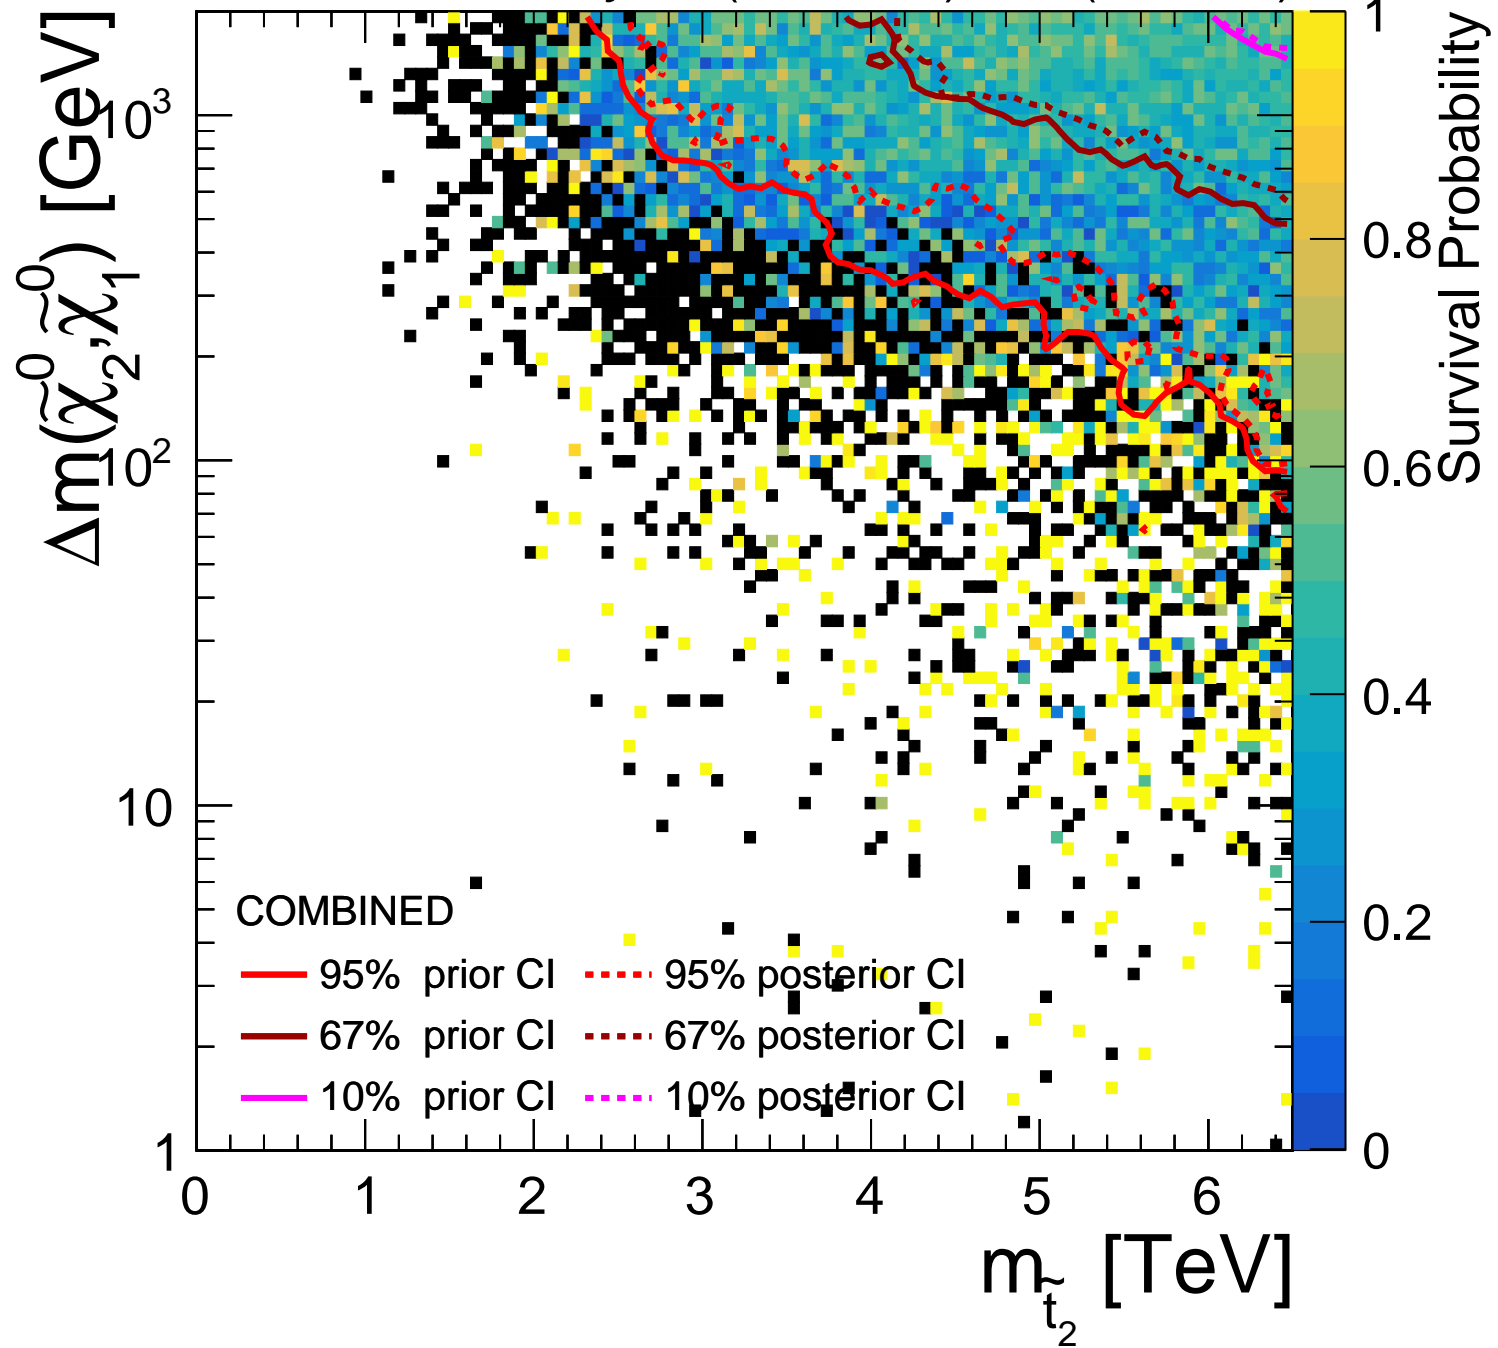 Δm(χ̃⁰₂,χ̃⁰₁) [GeV]
10³
10²
10
1
0 1 2 3 4 5 6
m_t̃₂ [TeV]
COMBINED
95% prior CI 95% posterior CI
67% prior CI 67% posterior CI
10% prior CI 10% posterior CI
1
0.8
0.6
0.4
0.2
0
Survival Probability